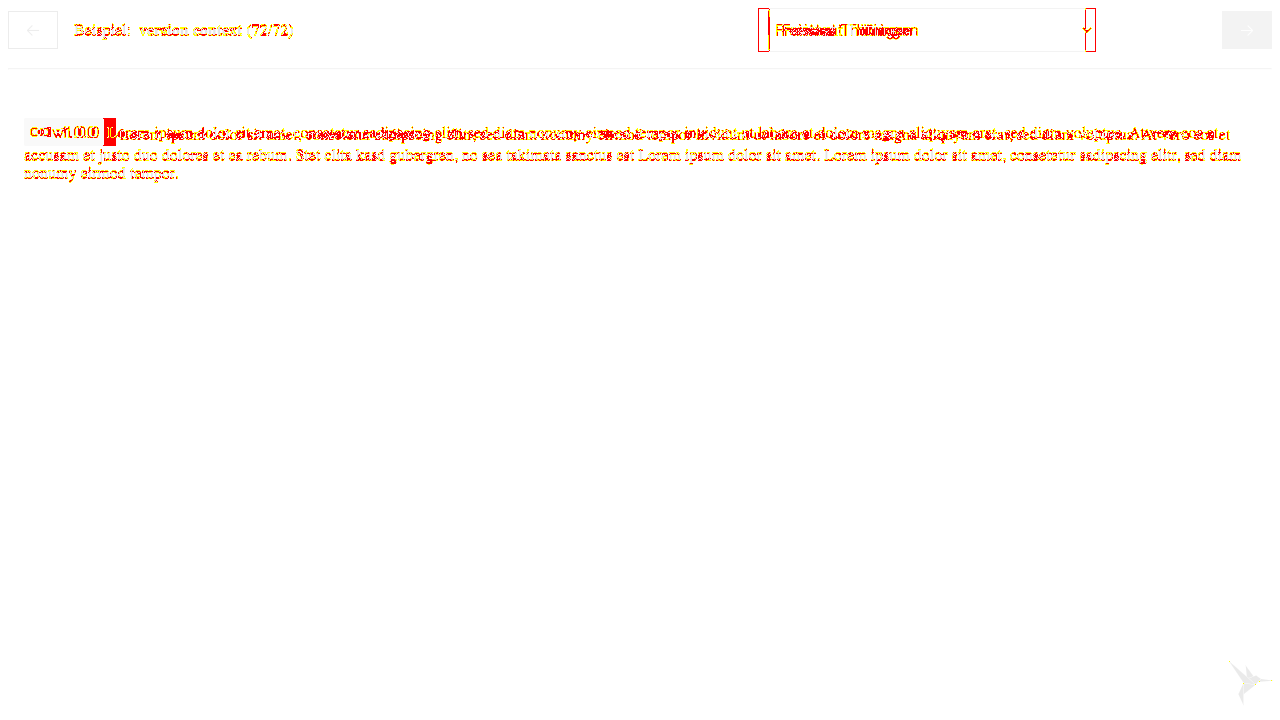 Beispiel: version context (72/72)
Freistaat Thüringen
Lorem ipsum dolor sit amet, consetetur sadipscing elitr, sed diam nonumy eirmod tempor invidunt ut labore et dolore magna aliquyam erat, sed diam voluptua. At vero eos et
accusam et justo duo dolores et ea rebum. Stet clita kasd gubergren, no sea takimata sanctus est Lorem ipsum dolor sit amet. Lorem ipsum dolor sit amet, consetetur sadipscing elitr, sed diam
nonumy eirmod tempor.